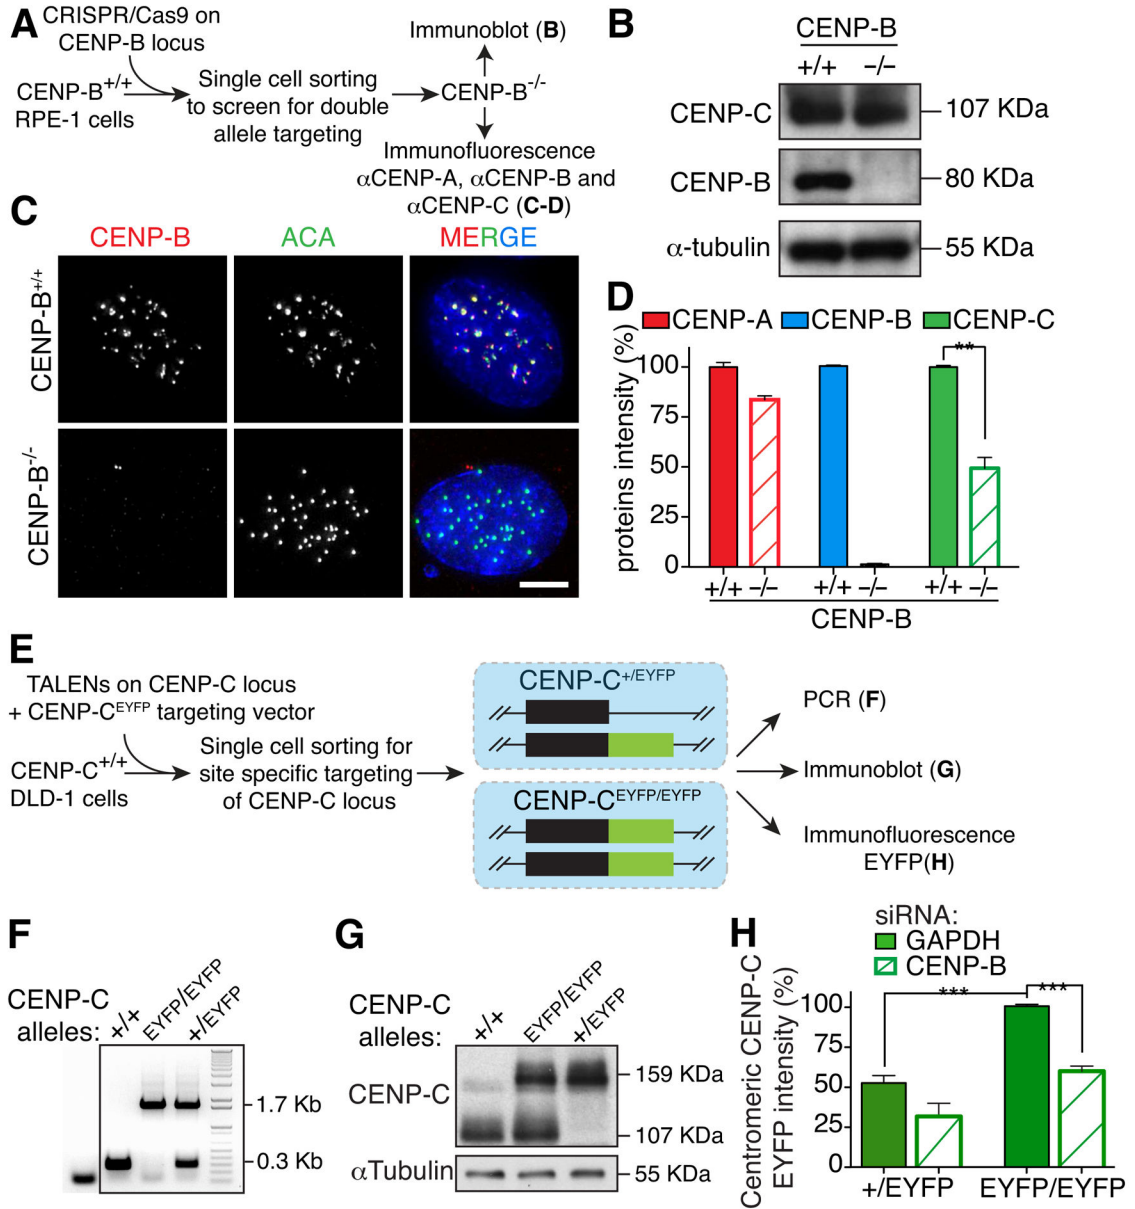 A
CRISPR/Cas9 on
CENP-B locus
CENP-B+/+
RPE-1 cells
Single cell sorting
to screen for double
allele targeting
Immunoblot (B)
CENP-B-/-
Immunofluorescence
αCENP-A, αCENP-B and
αCENP-C (C-D)
B
CENP-B
+/+ –/–
CENP-C
107 KDa
CENP-B
80 KDa
α-tubulin
55 KDa
C
CENP-B ACA MERGE
CENP-B+/+
CENP-B-/-
D
CENP-A CENP-B CENP-C
proteins intensity (%)
100
75
50
25
0
**
+/+ –/– +/+ –/– +/+ –/–
CENP-B
E
TALENs on CENP-C locus
+ CENP-CEYFP targeting vector
CENP-C+/+
DLD-1 cells
Single cell sorting for
site specific targeting
of CENP-C locus
CENP-C+/EYFP
CENP-CEYFP/EYFP
PCR (F)
Immunoblot (G)
Immunofluorescence
EYFP(H)
F
CENP-C
alleles:
+/+
EYFP/EYFP
+/EYFP
1.7 Kb
0.3 Kb
G
CENP-C
alleles:
+/+
EYFP/EYFP
+/EYFP
CENP-C
159 KDa
107 KDa
αTubulin
55 KDa
H
siRNA:
GAPDH
CENP-B
Centromeric CENP-C
EYFP intensity (%)
100
75
50
25
0
***
***
+/EYFP EYFP/EYFP